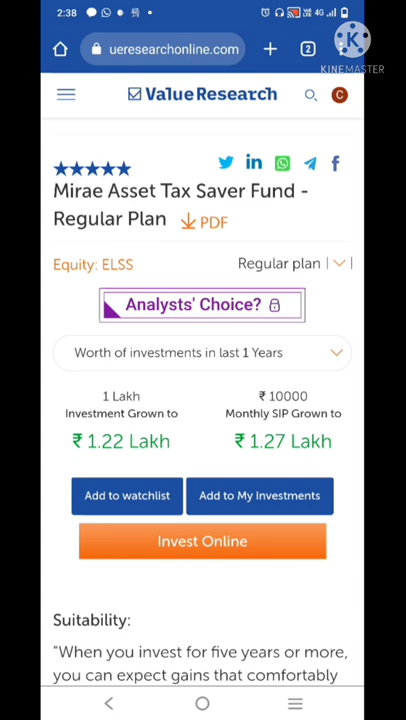 2:38
4G
ueresearchonline.com
2
K
KINEMASTER
ValueResearch
C
Mirae Asset Tax Saver Fund -
Regular Plan PDF
Equity: ELSS
Regular plan
Analysts' Choice?
Worth of investments in last 1 Years
1 Lakh
Investment Grown to
₹ 1.22 Lakh
₹ 10000
Monthly SIP Grown to
₹ 1.27 Lakh
Add to watchlist
Add to My Investments
Invest Online
Suitability:
"When you invest for five years or more,
you can expect gains that comfortably